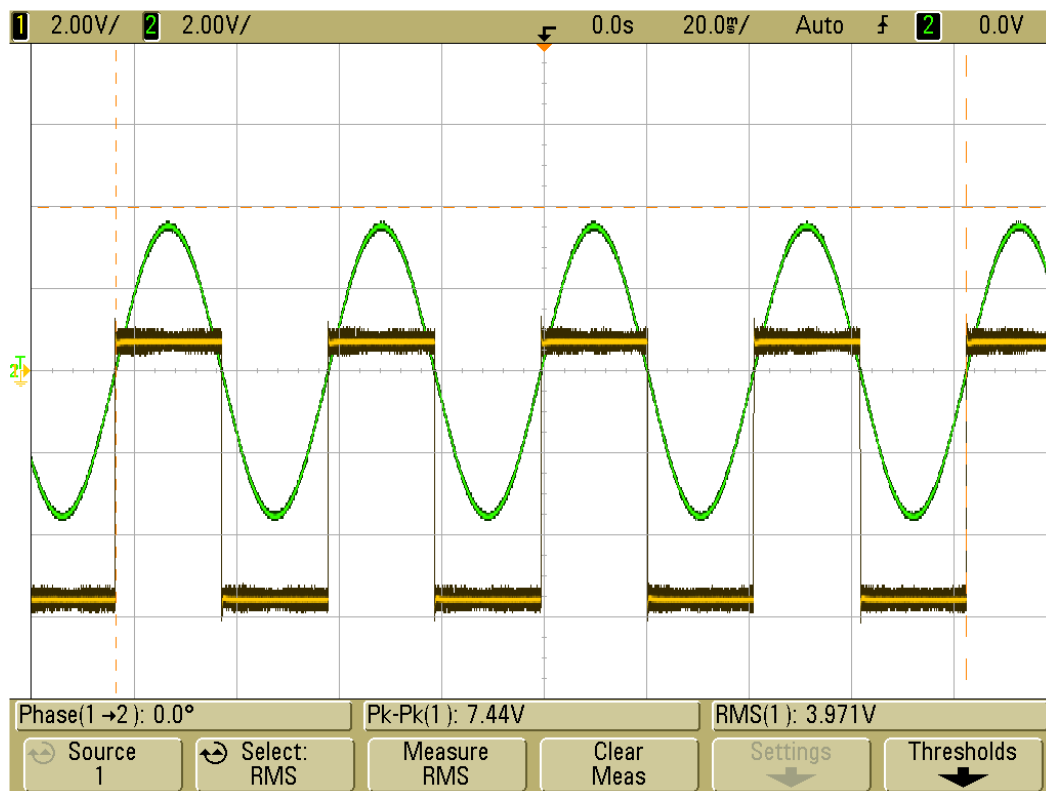 1 2.00V/ 2 2.00V/ 0.0s 20.0ms/ Auto 2 0.0V
2
Phase(1→2): 0.0° Pk-Pk(1): 7.44V RMS(1): 3.971V
Source Select: Measure Clear Settings Thresholds
1 RMS RMS Meas